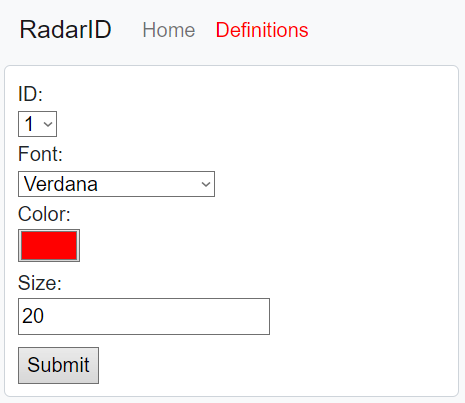 RadarID Home Definitions
ID:
1
Font:
Verdana
Color:
Size:
20
Submit